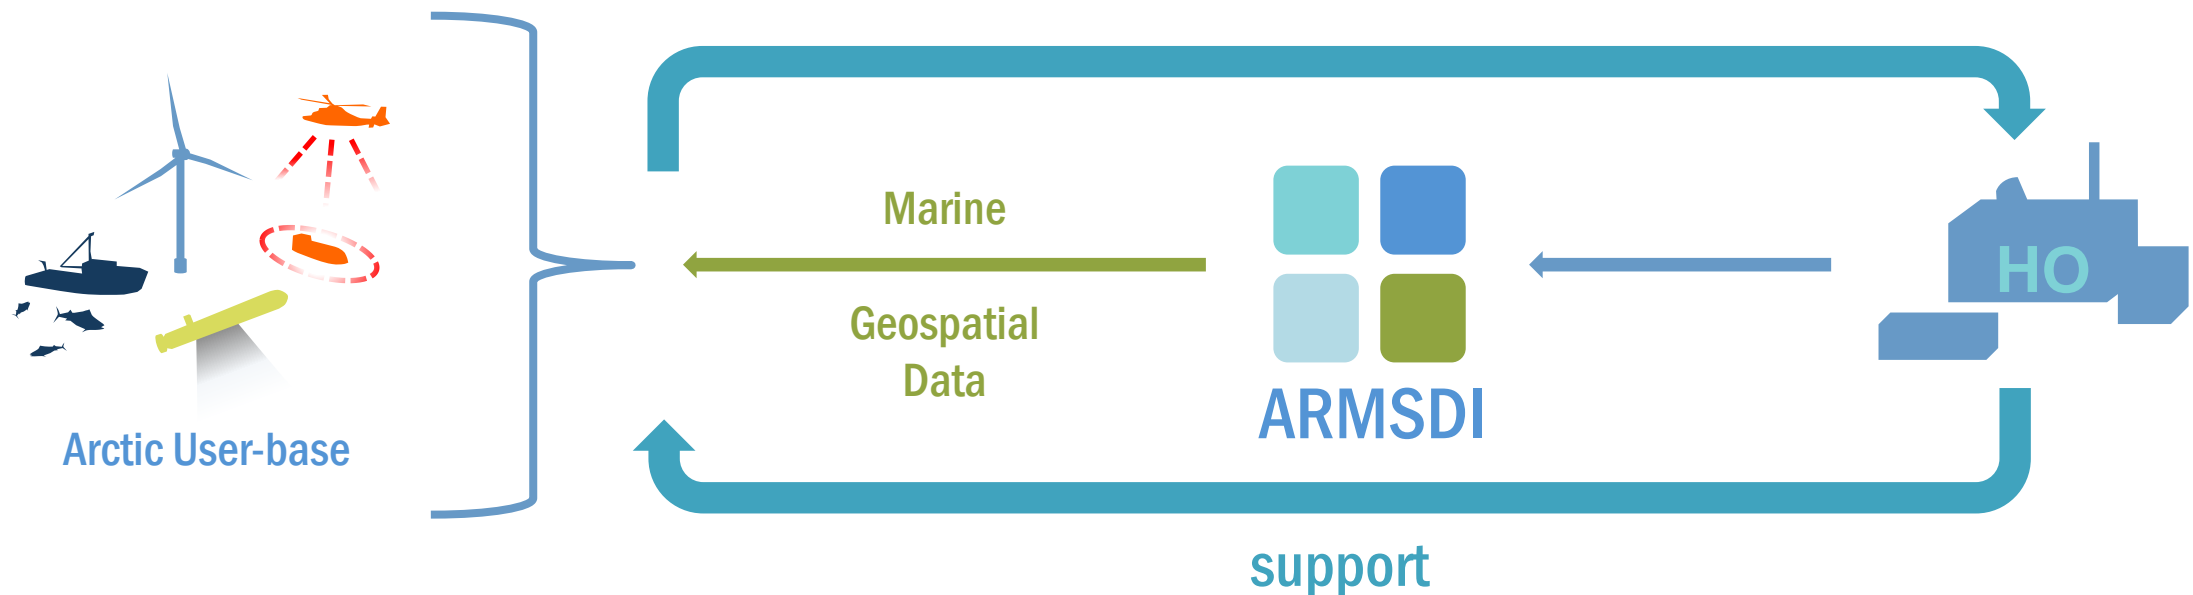 Arctic User-base
Marine
Geospatial
Data
ARMSDI
HO
support